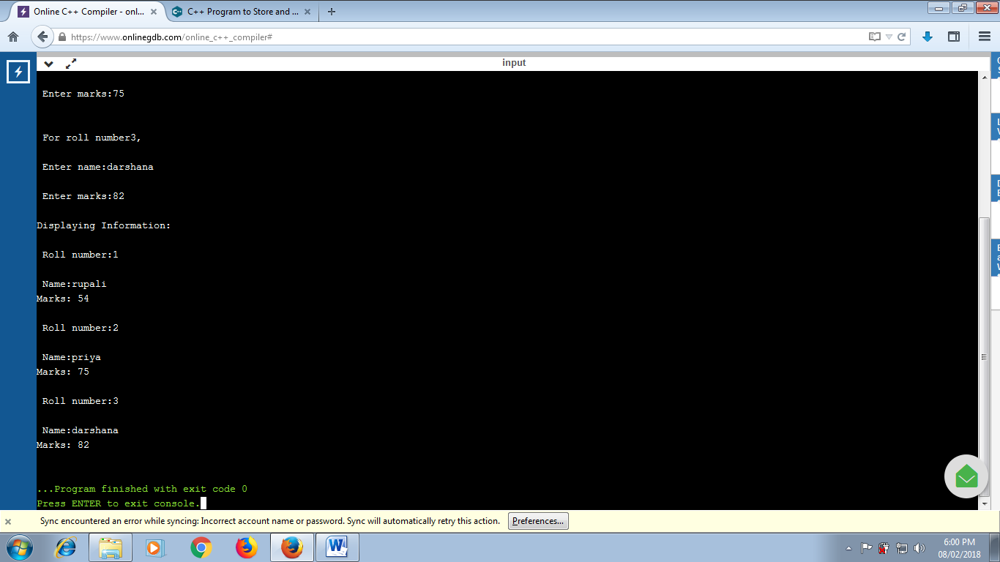 Online C++ Compiler - onl...
C++ Program to Store and ...
https://www.onlinegdb.com/online_c++_compiler#
input
Enter marks:75
For roll number3,
Enter name:darshana
Enter marks:82
Displaying Information:
Roll number:1
Name:rupali
Marks: 54
Roll number:2
Name:priya
Marks: 75
Roll number:3
Name:darshana
Marks: 82
...Program finished with exit code 0
Press ENTER to exit console.
Sync encountered an error while syncing: Incorrect account name or password. Sync will automatically retry this action.
Preferences...
6:00 PM
08/02/2018